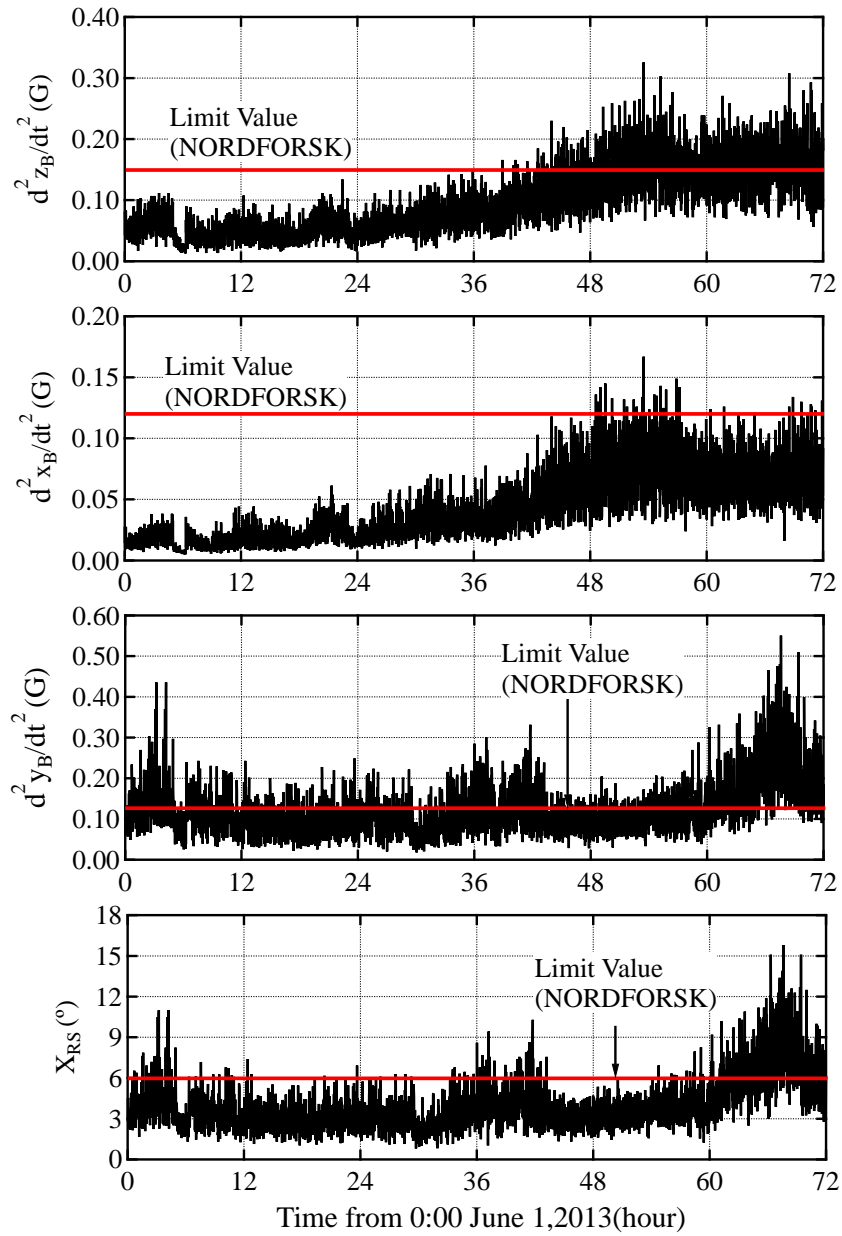 0.40
0.30
0.20
0.10
0.00
d²z_B/dt² (G)
Limit Value
(NORDFORSK)
0 12 24 36 48 60 72
0.20
0.15
0.10
0.05
0.00
d²x_B/dt² (G)
Limit Value
(NORDFORSK)
0 12 24 36 48 60 72
0.60
0.50
0.40
0.30
0.20
0.10
0.00
d²y_B/dt² (G)
Limit Value
(NORDFORSK)
0 12 24 36 48 60 72
18
15
12
9
6
3
0
X_RS (º)
Limit Value
(NORDFORSK)
0 12 24 36 48 60 72
Time from 0:00 June 1,2013(hour)